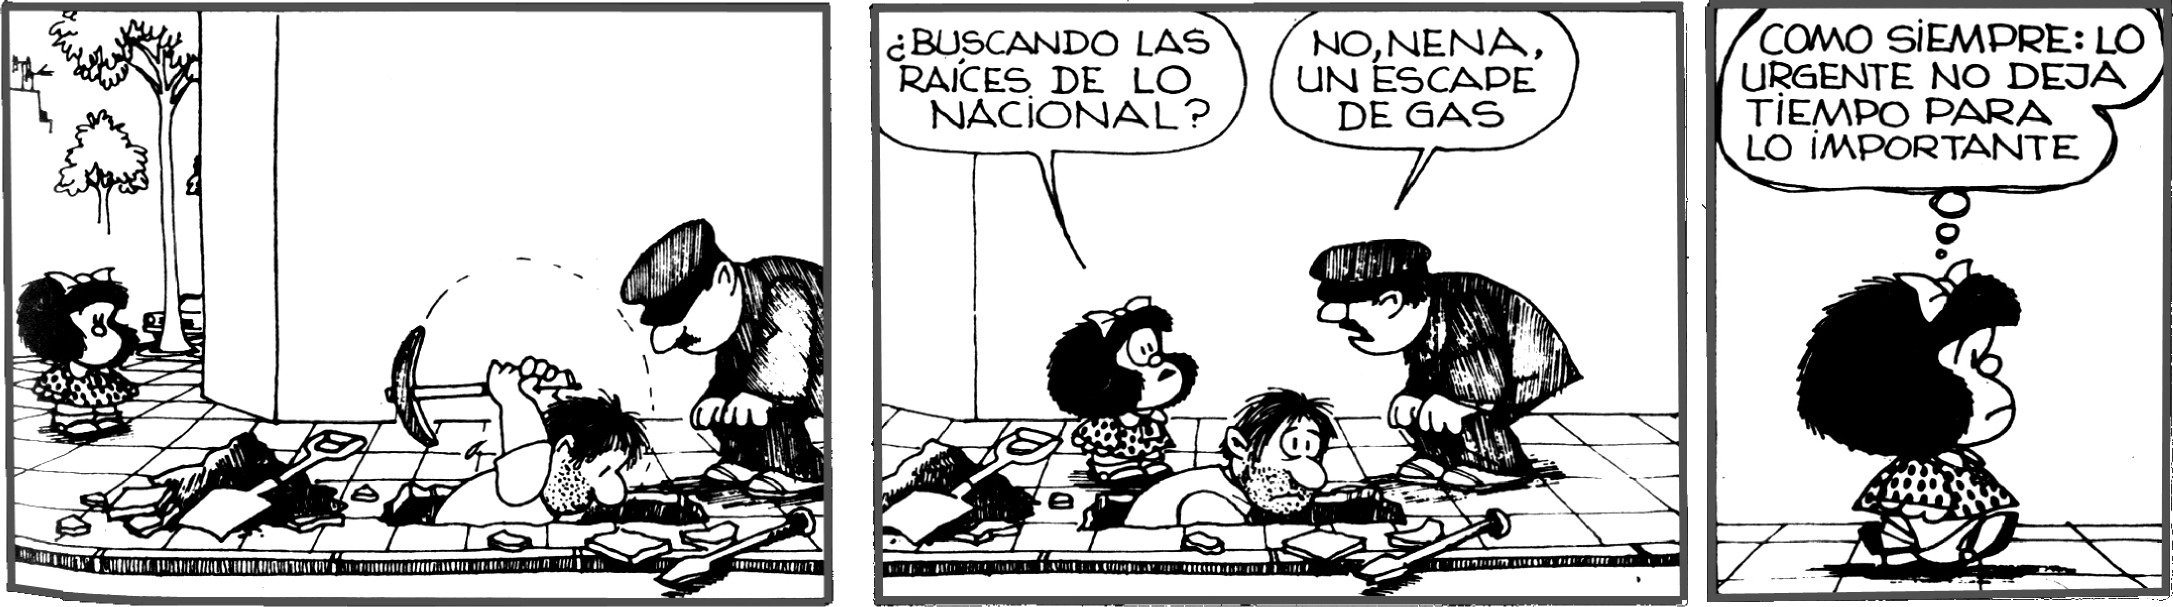 ¿BUSCANDO LAS
RAÍCES DE LO
NACIONAL?
NO, NENA,
UN ESCAPE
DE GAS
COMO SIEMPRE: LO
URGENTE NO DEJA
TIEMPO PARA
LO IMPORTANTE